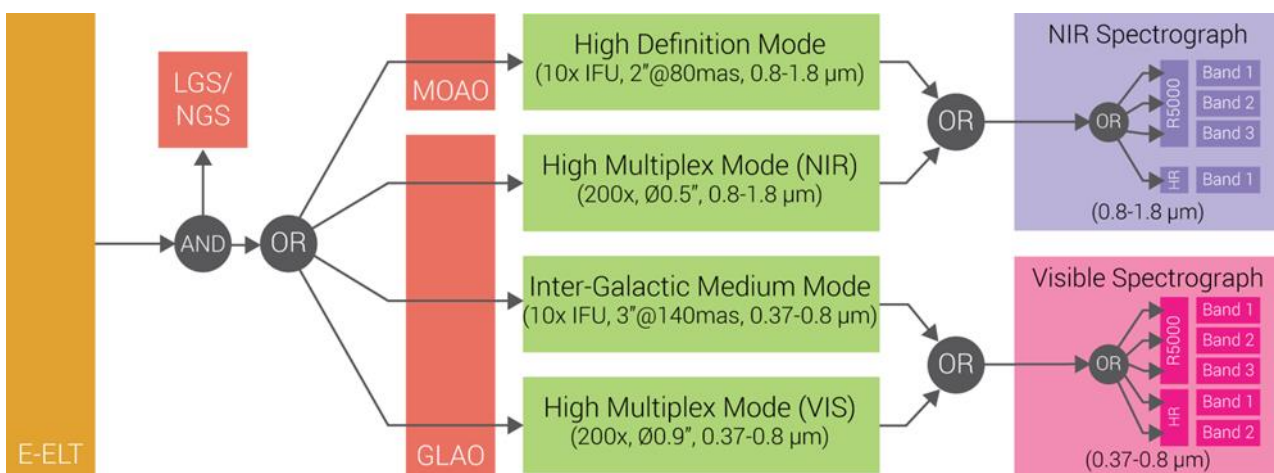 E-ELT
LGS/
NGS
AND
OR
MOAO
GLAO
High Definition Mode
(10x IFU, 2”@80mas, 0.8-1.8 µm)
High Multiplex Mode (NIR)
(200x, Ø0.5”, 0.8-1.8 µm)
Inter-Galactic Medium Mode
(10x IFU, 3”@140mas, 0.37-0.8 µm)
High Multiplex Mode (VIS)
(200x, Ø0.9”, 0.37-0.8 µm)
OR
OR
NIR Spectrograph
OR
R5000
Band 1
Band 2
Band 3
HR
Band 1
(0.8-1.8 µm)
Visible Spectrograph
OR
R5000
Band 1
Band 2
Band 3
HR
Band 1
Band 2
(0.37-0.8 µm)